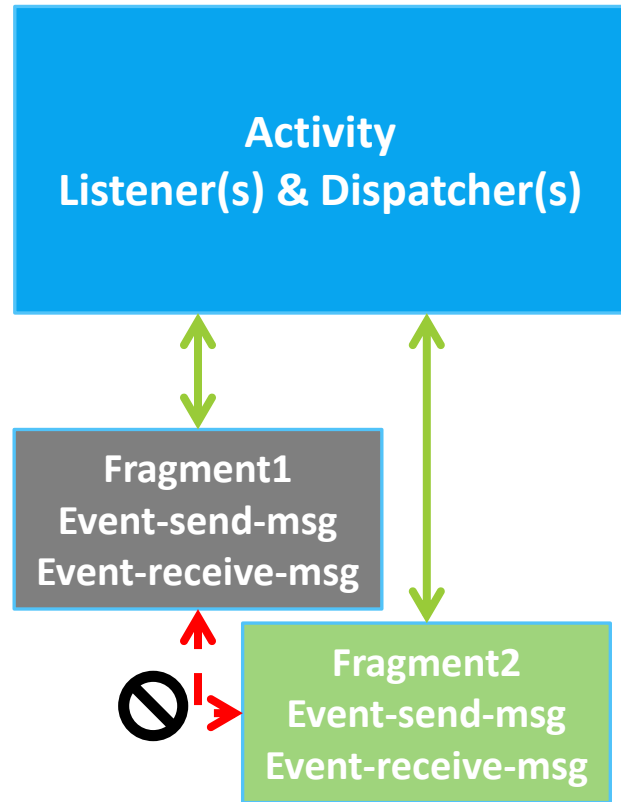 Activity
Listener(s) & Dispatcher(s)
Fragment1
Event-send-msg
Event-receive-msg
Fragment2
Event-send-msg
Event-receive-msg